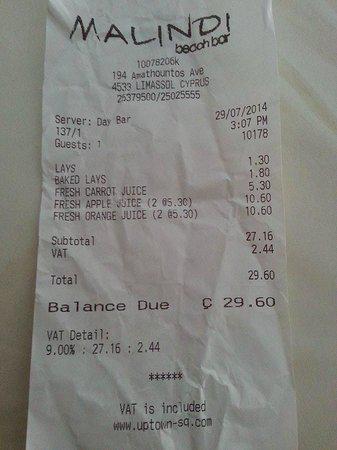 MALINDI
beach bar
10078206k
194 Amathountos Ave
4533 LIMASSOL CYPRUS
25379500/25025555
Server: Day Bar 29/07/2014
137/1 3:07 PM
Guests: 1 10178
LAYS 1.30
BAKED LAYS 1.80
FRESH CARROT JUICE 5.30
FRESH APPLE JUICE (2 @5.30) 10.60
FRESH ORANGE JUICE (2 @5.30) 10.60
Subtotal 27.16
VAT 2.44
Total 29.60
Balance Due Ç 29.60
VAT Detail:
9.00% : 27.16 : 2.44
******
VAT is included
www.uptown-sq.com